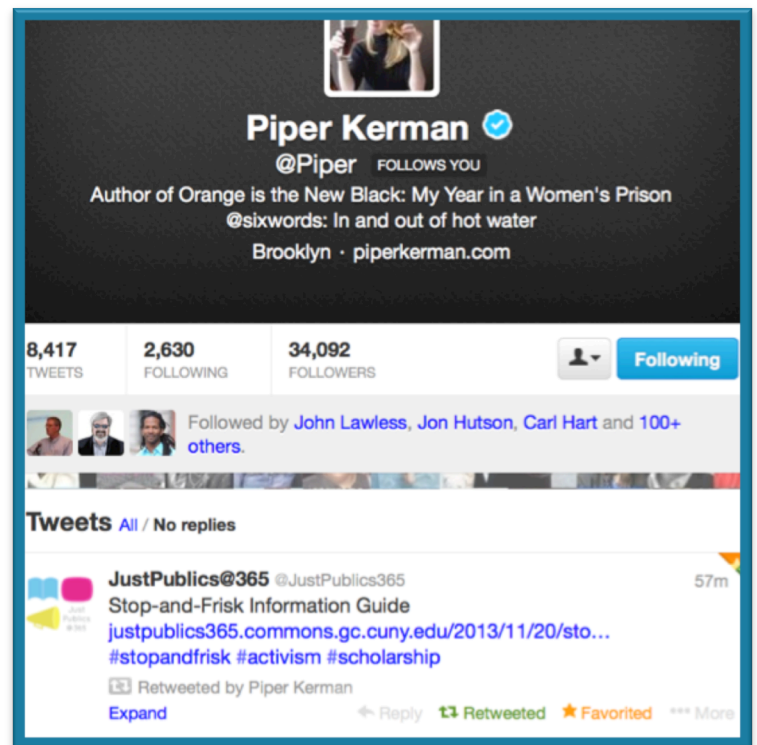 Piper Kerman
@Piper FOLLOWS YOU
Author of Orange is the New Black: My Year in a Women's Prison
@sixwords: In and out of hot water
Brooklyn · piperkerman.com
8,417 2,630 34,092
TWEETS FOLLOWING FOLLOWERS
Following
Followed by John Lawless, Jon Hutson, Carl Hart and 100+
others.
Tweets All / No replies
JustPublics@365 @JustPublics365 57m
Stop-and-Frisk Information Guide
justpublics365.commons.gc.cuny.edu/2013/11/20/sto...
#stopandfrisk #activism #scholarship
Just
Publics
@365
Retweeted by Piper Kerman
Expand Reply Retweeted Favorited More